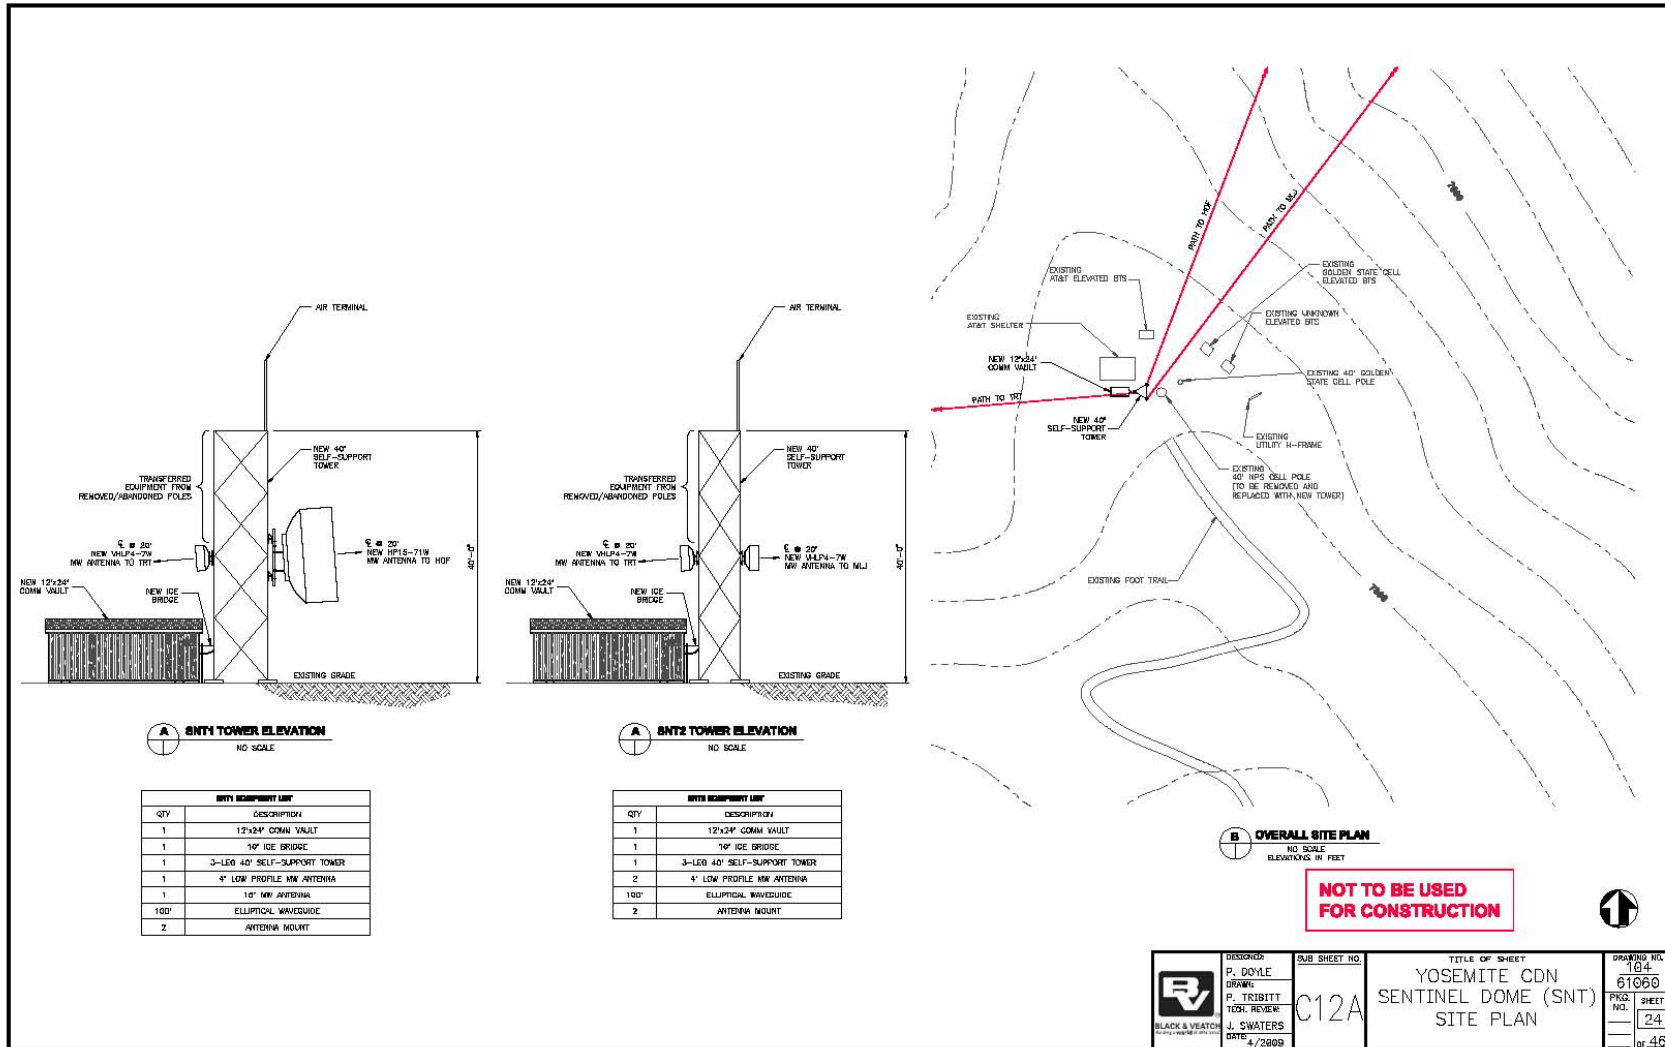 AIR TERMINAL
NEW 40'
SELF-SUPPORT
TOWER
TRANSFERRED
EQUIPMENT FROM
REMOVED/ABANDONED POLES
℄ @ 20'
NEW VHLP4-7W
MW ANTENNA TO TRT
℄ @ 20'
NEW HP15-71W
MW ANTENNA TO HOF
40'-0"
NEW 12'x24'
COMM VAULT
NEW ICE
BRIDGE
EXISTING GRADE
A
SNT1 TOWER ELEVATION
NO SCALE
AIR TERMINAL
NEW 40'
SELF-SUPPORT
TOWER
TRANSFERRED
EQUIPMENT FROM
REMOVED/ABANDONED POLES
℄ @ 20'
NEW VHLP4-7W
MW ANTENNA TO TRT
℄ @ 20'
NEW VHLP4-7W
MW ANTENNA TO MLJ
40'-0"
NEW 12'x24'
COMM VAULT
NEW ICE
BRIDGE
EXISTING GRADE
A
SNT2 TOWER ELEVATION
NO SCALE
SNT1 EQUIPMENT LIST
QTY DESCRIPTION
1 12'x24' COMM VAULT
1 10' ICE BRIDGE
1 3-LEG 40' SELF-SUPPORT TOWER
1 4' LOW PROFILE MW ANTENNA
1 MW ANTENNA
100' ELLIPTICAL WAVEGUIDE
2 ANTENNA MOUNT
SNT2 EQUIPMENT LIST
QTY DESCRIPTION
1 12'x24' COMM VAULT
1 10' ICE BRIDGE
1 3-LEG 40' SELF-SUPPORT TOWER
2 4' LOW PROFILE MW ANTENNA
100' ELLIPTICAL WAVEGUIDE
2 ANTENNA MOUNT
PATH TO HOF
PATH TO MLJ
PATH TO TRT
EXISTING
AT&T ELEVATED BTS
EXISTING
AT&T SHELTER
NEW 12'x24'
COMM VAULT
NEW 40'
SELF-SUPPORT
TOWER
EXISTING
GOLDEN STATE CELL
ELEVATED BTS
EXISTING UNKNOWN
ELEVATED BTS
EXISTING 40' GOLDEN
STATE CELL POLE
EXISTING
UTILITY H-FRAME
EXISTING
40' NPS CELL POLE
(TO BE REMOVED AND
REPLACED WITH NEW TOWER)
EXISTING FOOT TRAIL
B
OVERALL SITE PLAN
NO SCALE
ELEVATIONS IN FEET
NOT TO BE USED
FOR CONSTRUCTION
BV
BLACK & VEATCH
DESIGNED:
P. DOYLE
DRAWN:
P. TRIBITT
TECH. REVIEW:
J. SWATERS
DATE:
4/2009
SUB SHEET NO.
C12A
TITLE OF SHEET
YOSEMITE CDN
SENTINEL DOME (SNT)
SITE PLAN
DRAWING NO.
104
61060
PKG.
NO.
SHEET
24
OF 46